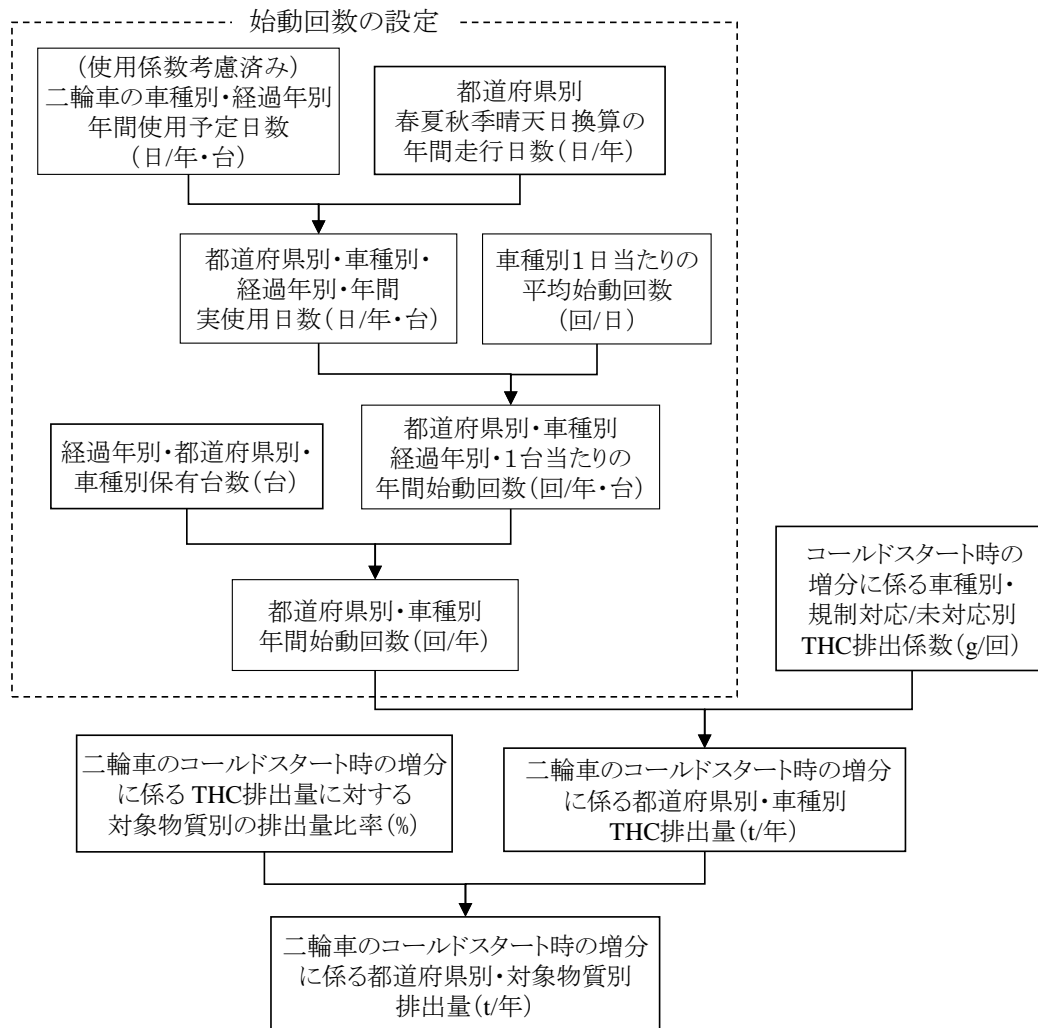 始動回数の設定
(使用係数考慮済み)
二輪車の車種別・経過年別
年間使用予定日数
(日/年・台)
都道府県別
春夏秋季晴天日換算の
年間走行日数(日/年)
都道府県別・車種別・
経過年別・年間
実使用日数(日/年・台)
車種別1日当たりの
平均始動回数
(回/日)
経過年別・都道府県別・
車種別保有台数(台)
都道府県別・車種別
経過年別・1台当たりの
年間始動回数(回/年・台)
都道府県別・車種別
年間始動回数(回/年)
コールドスタート時の
増分に係る車種別・
規制対応/未対応別
THC排出係数(g/回)
二輪車のコールドスタート時の増分
に係るTHC排出量に対する
対象物質別の排出量比率(%)
二輪車のコールドスタート時の増分
に係る都道府県別・車種別
THC排出量(t/年)
二輪車のコールドスタート時の増分
に係る都道府県別・対象物質別
排出量(t/年)